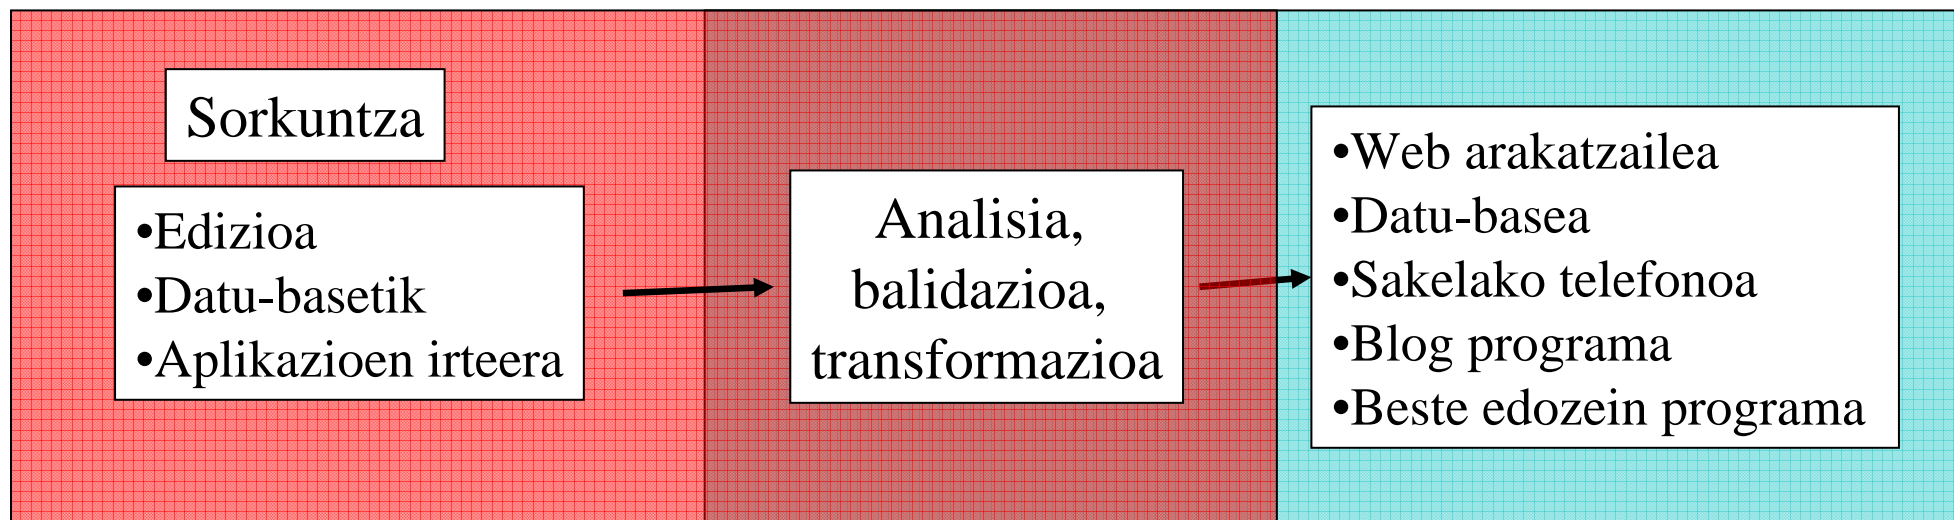 Sorkuntza
•Edizioa
•Datu-basetik
•Aplikazioen irteera
Analisia,
balidazioa,
transformazioa
•Web arakatzailea
•Datu-basea
•Sakelako telefonoa
•Blog programa
•Beste edozein programa